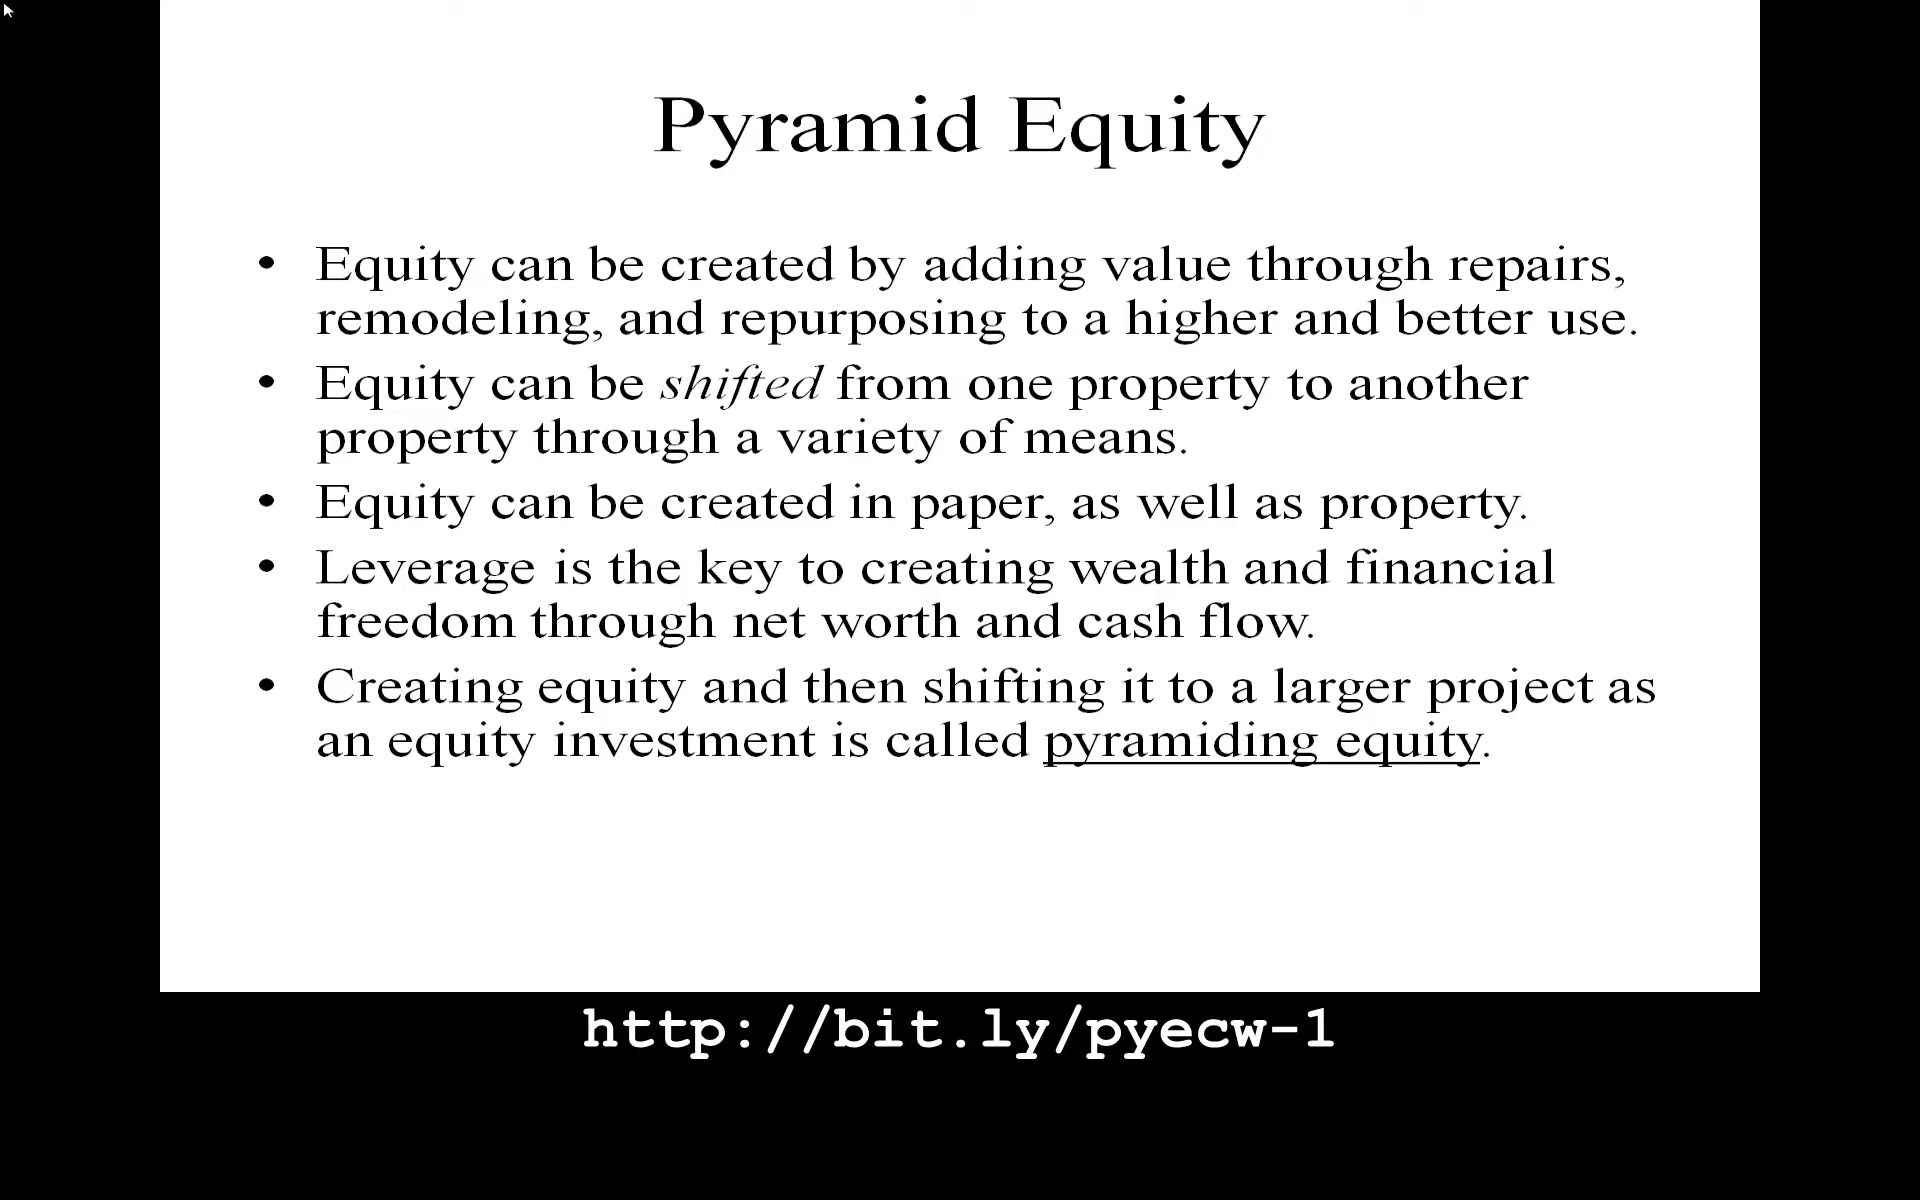 Pyramid Equity
• Equity can be created by adding value through repairs,
remodeling, and repurposing to a higher and better use.
• Equity can be shifted from one property to another
property through a variety of means.
• Equity can be created in paper, as well as property.
• Leverage is the key to creating wealth and financial
freedom through net worth and cash flow.
• Creating equity and then shifting it to a larger project as
an equity investment is called pyramiding equity.
http://bit.ly/pyecw-1